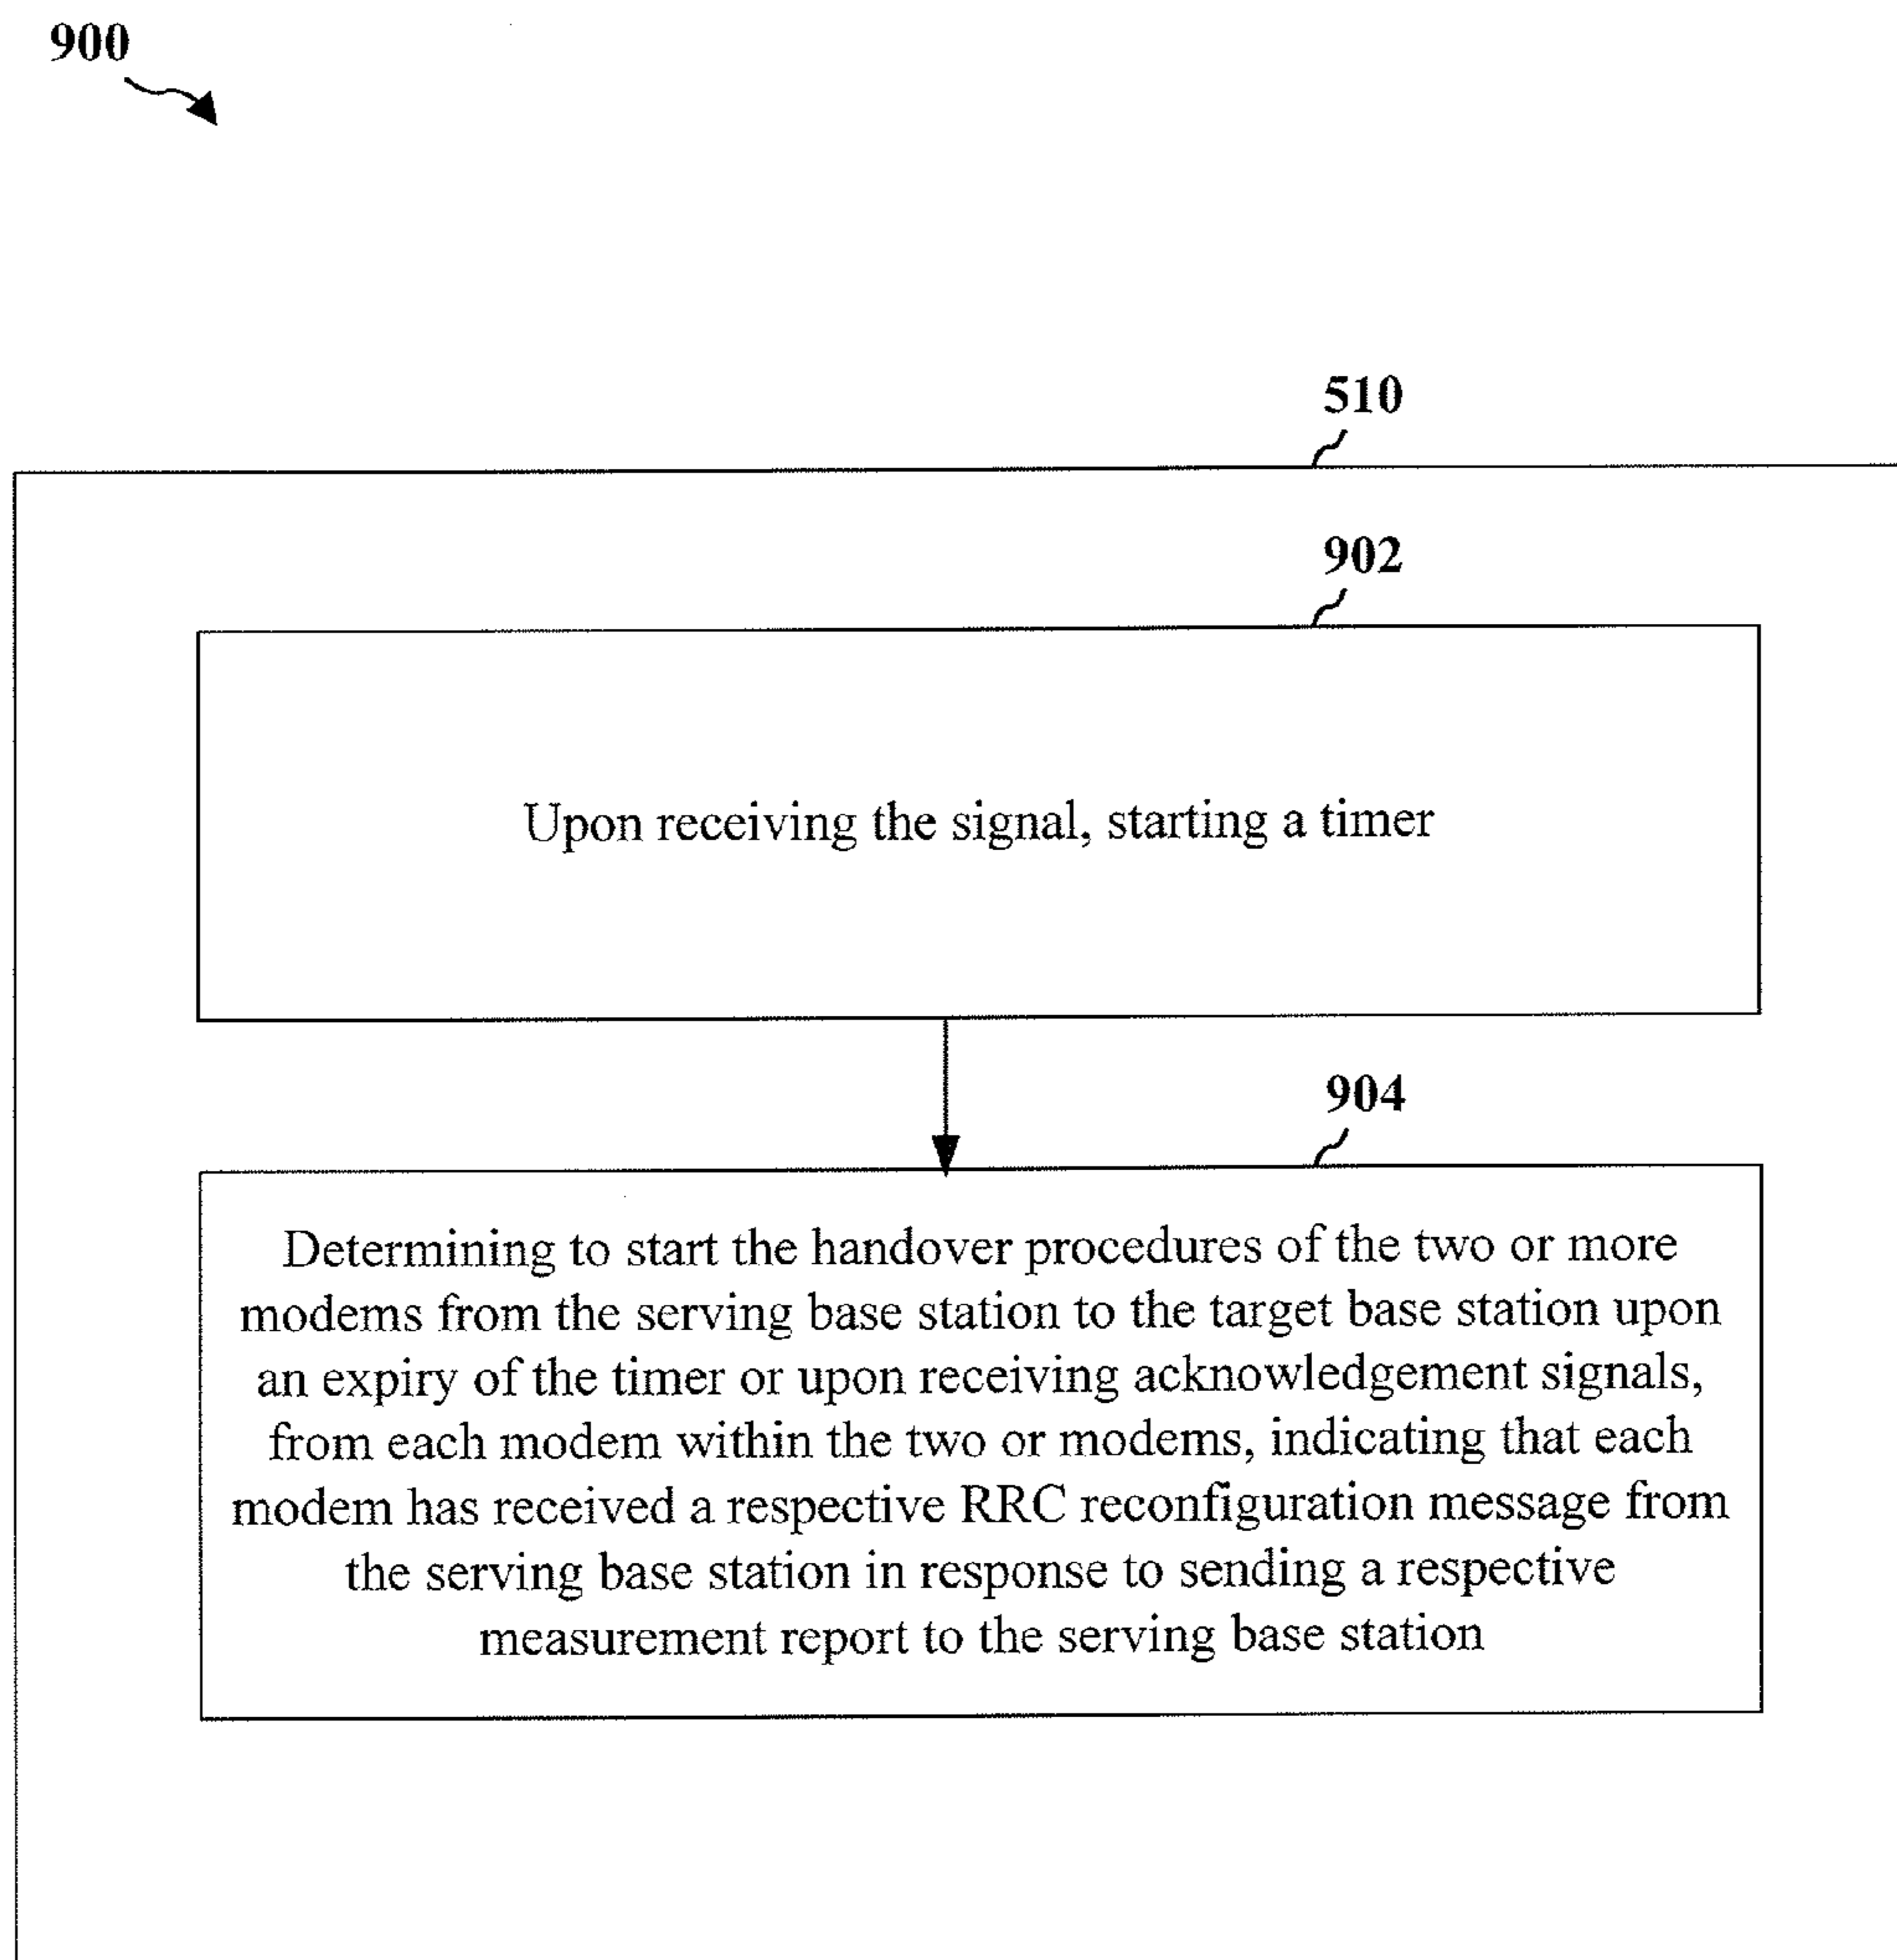 900
510
902
Upon receiving the signal, starting a timer
904
Determining to start the handover procedures of the two or more
modems from the serving base station to the target base station upon
an expiry of the timer or upon receiving acknowledgement signals,
from each modem within the two or modems, indicating that each
modem has received a respective RRC reconfiguration message from
the serving base station in response to sending a respective
measurement report to the serving base station